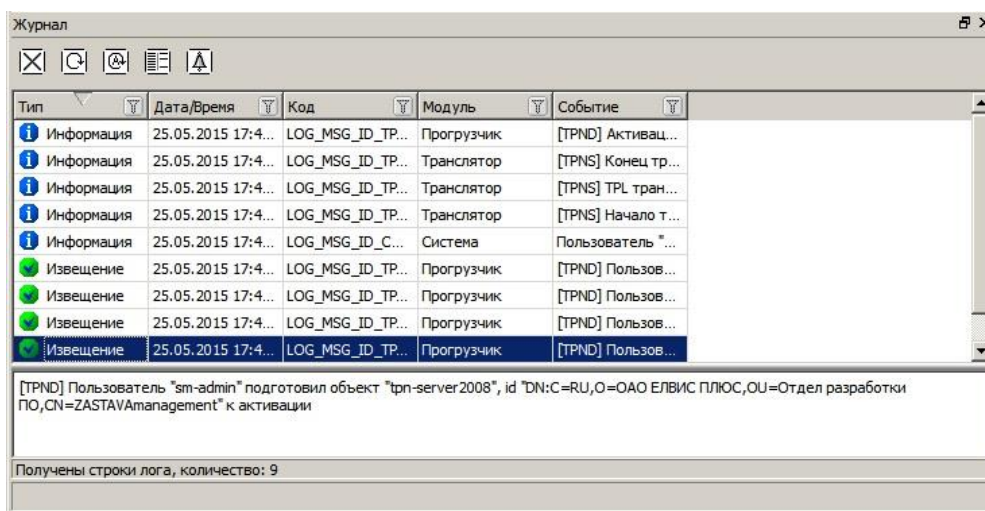 Журнал
Тип Дата/Время Код Модуль Событие
Информация 25.05.2015 17:4... LOG_MSG_ID_TP... Прогрузчик [TPND] Активац...
Информация 25.05.2015 17:4... LOG_MSG_ID_TP... Транслятор [TPNS] Конец тр...
Информация 25.05.2015 17:4... LOG_MSG_ID_TP... Транслятор [TPNS] TPL тран...
Информация 25.05.2015 17:4... LOG_MSG_ID_TP... Транслятор [TPNS] Начало т...
Информация 25.05.2015 17:4... LOG_MSG_ID_C... Система Пользователь "...
Извещение 25.05.2015 17:4... LOG_MSG_ID_TP... Прогрузчик [TPND] Пользов...
Извещение 25.05.2015 17:4... LOG_MSG_ID_TP... Прогрузчик [TPND] Пользов...
Извещение 25.05.2015 17:4... LOG_MSG_ID_TP... Прогрузчик [TPND] Пользов...
Извещение 25.05.2015 17:4... LOG_MSG_ID_TP... Прогрузчик [TPND] Пользов...
[TPND] Пользователь "sm-admin" подготовил объект "tpn-server2008", id "DN:C=RU,O=ОАО ЕЛВИС ПЛЮС,OU=Отдел разработки
ПО,CN=ZASTAVAmanagement" к активации
Получены строки лога, количество: 9